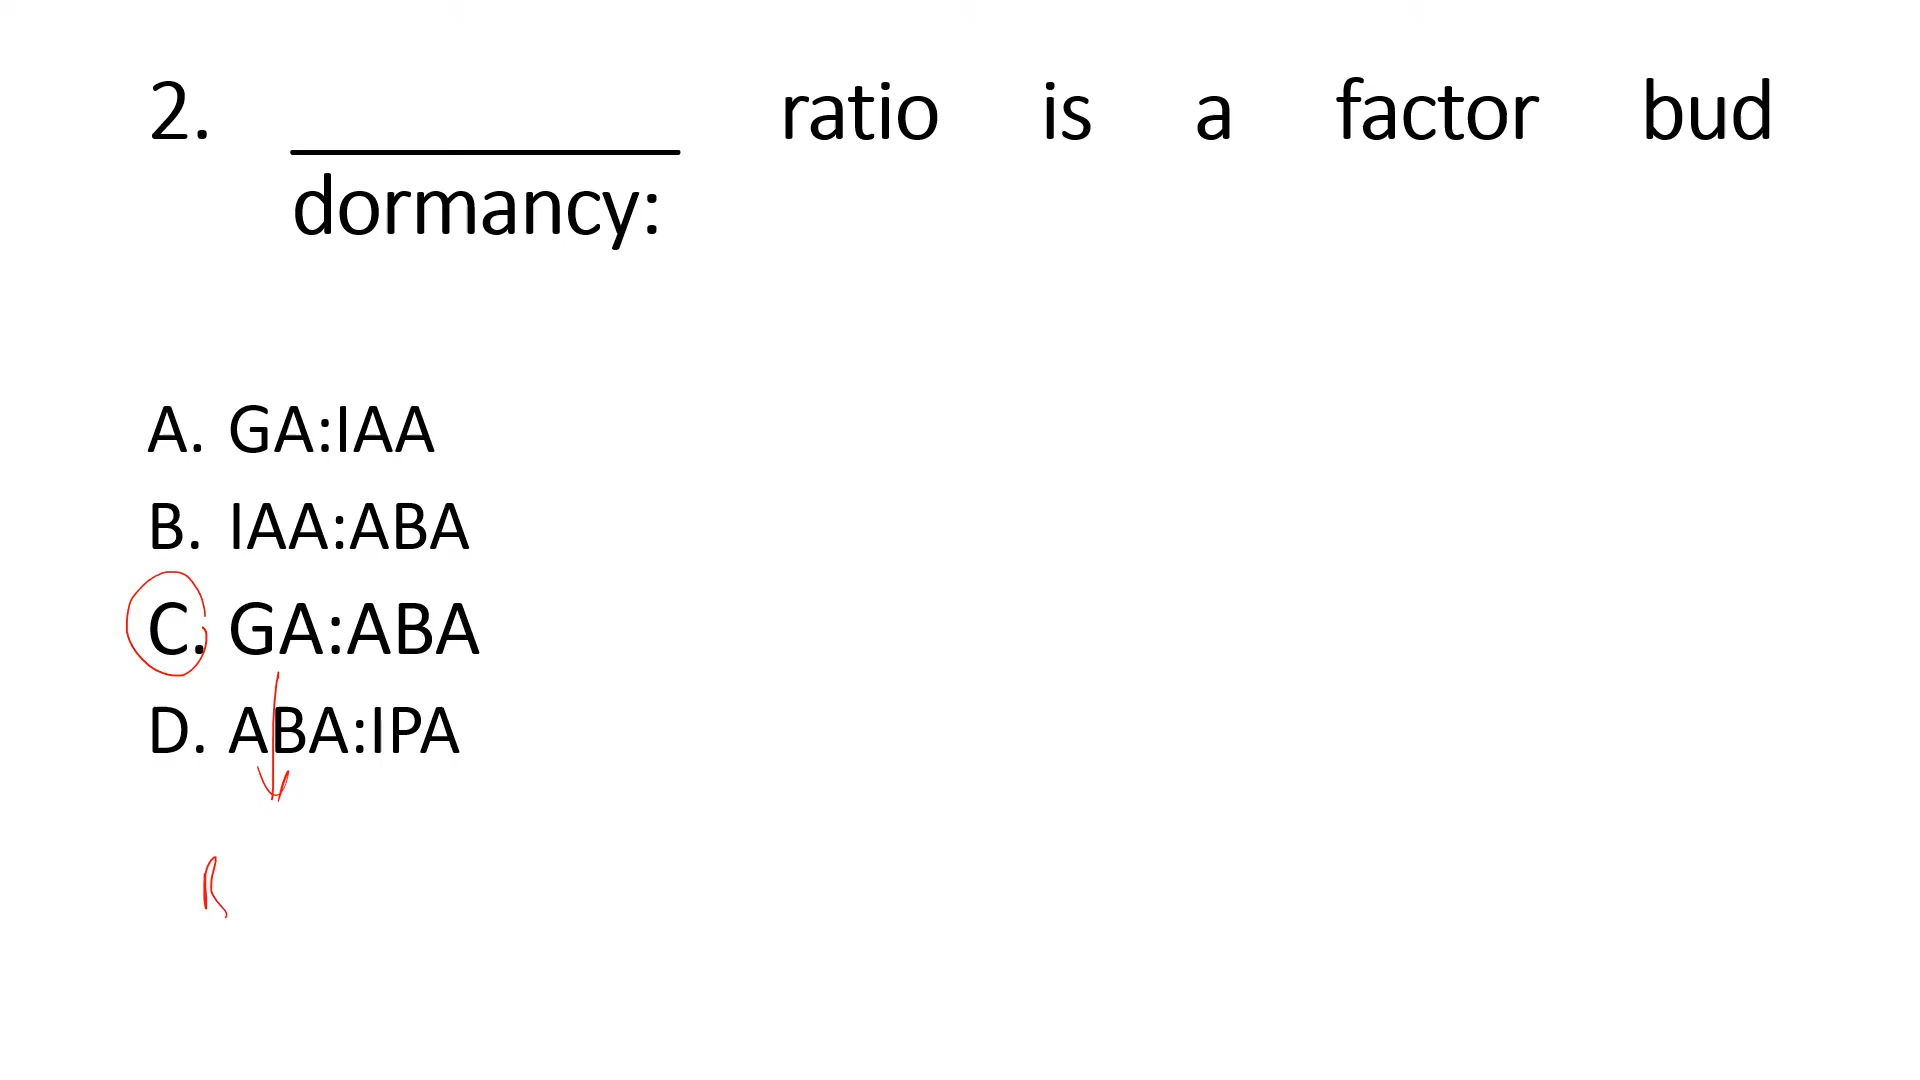 2. __________ ratio is a factor bud
dormancy:
A. GA:IAA
B. IAA:ABA
C. GA:ABA
D. ABA:IPA